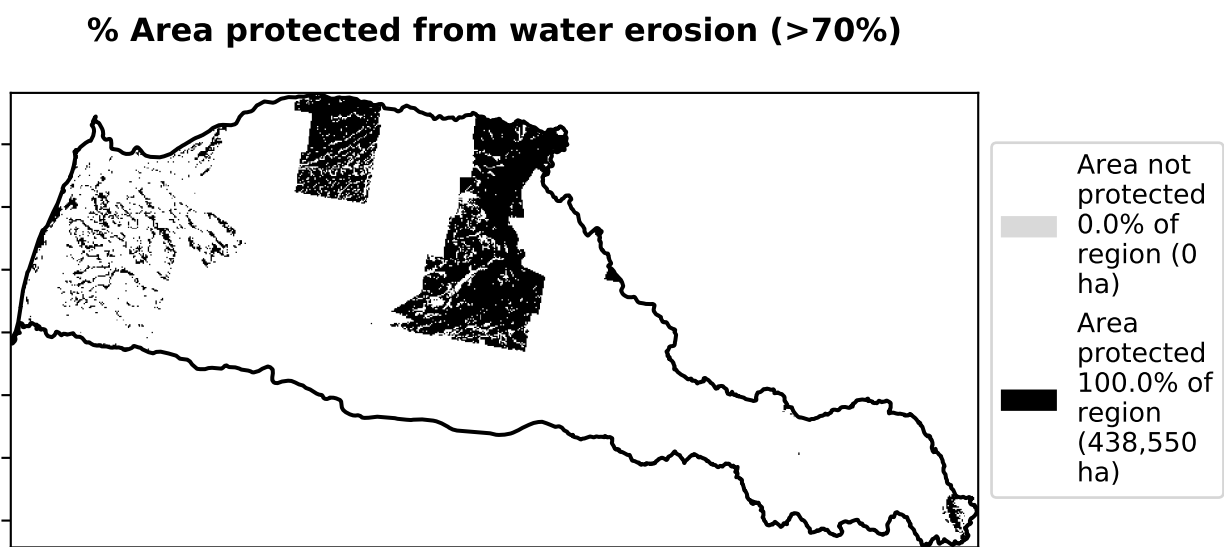 % Area protected from water erosion (>70%)
Area not
protected
0.0% of
region (0
ha)
Area
protected
100.0% of
region
(438,550
ha)